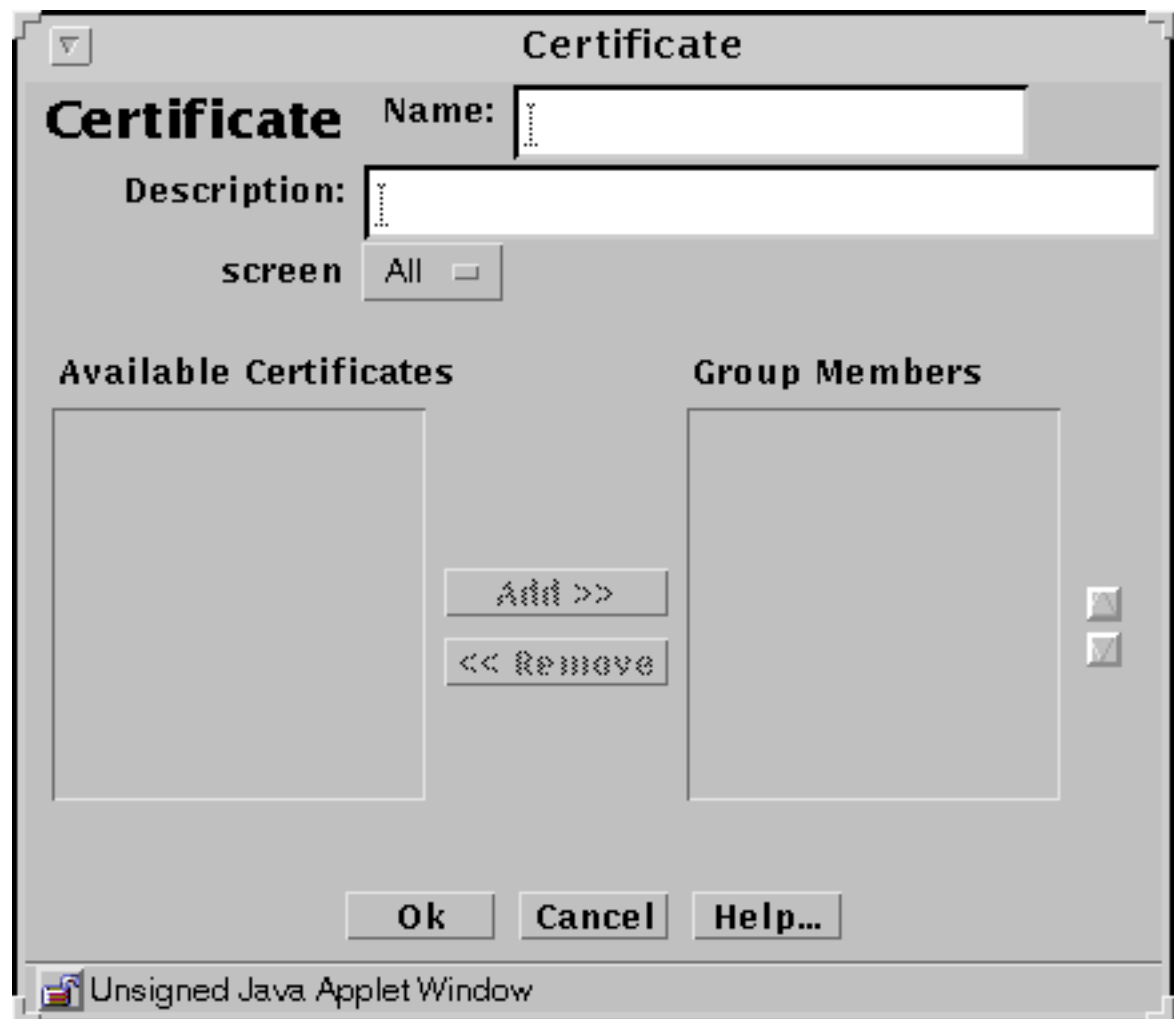 Certificate
Certificate Name:
Description:
screen All
Available Certificates Group Members
Add >>
<< Remove
Ok Cancel Help...
Unsigned Java Applet Window